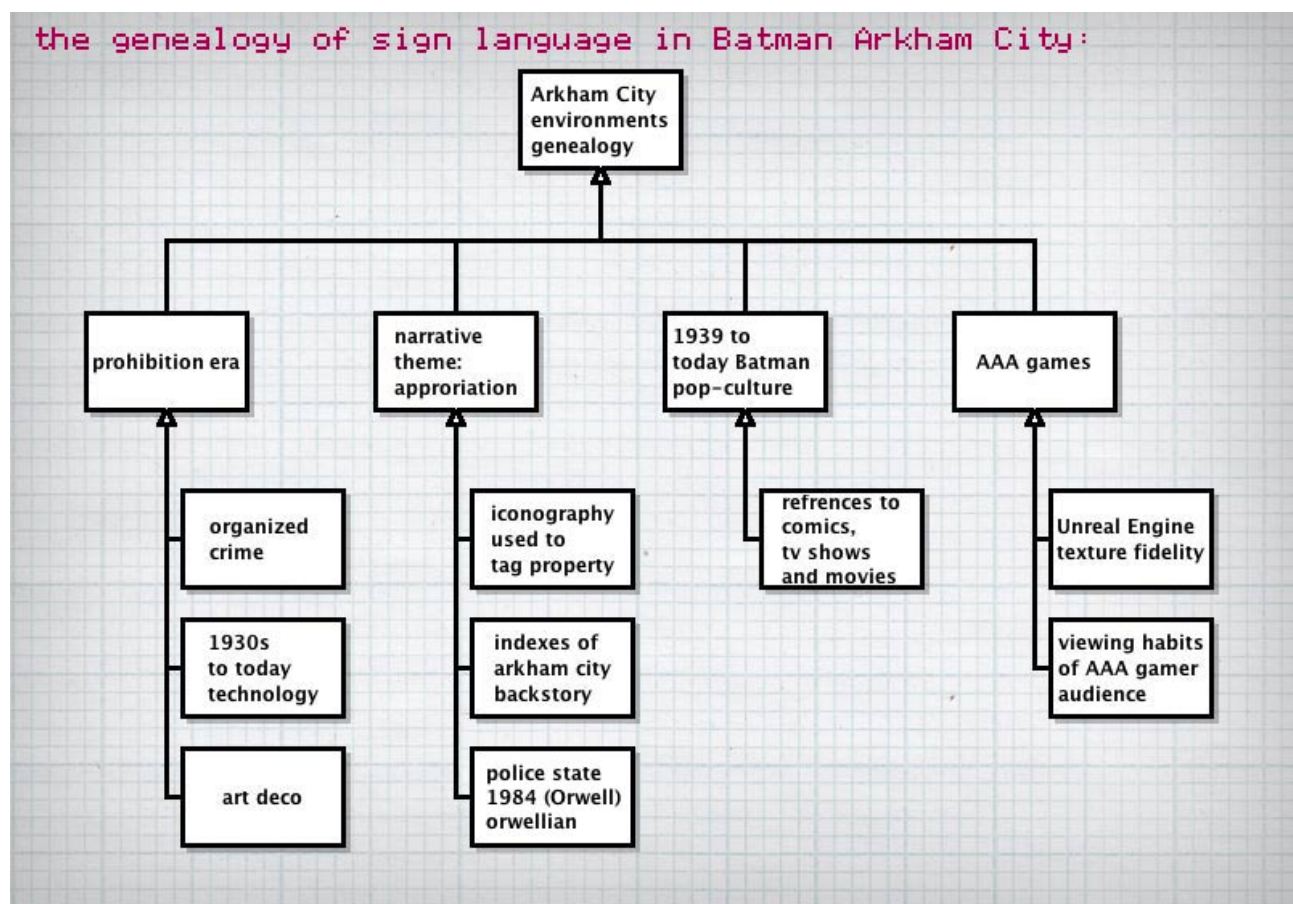 the genealogy of sign language in Batman Arkham City:
Arkham City
environments
genealogy
prohibition era
narrative
theme:
approriation
1939 to
today Batman
pop-culture
AAA games
organized
crime
1930s
to today
technology
art deco
iconography
used to
tag property
indexes of
arkham city
backstory
police state
1984 (Orwell)
orwellian
refrences to
comics,
tv shows
and movies
Unreal Engine
texture fidelity
viewing habits
of AAA gamer
audience